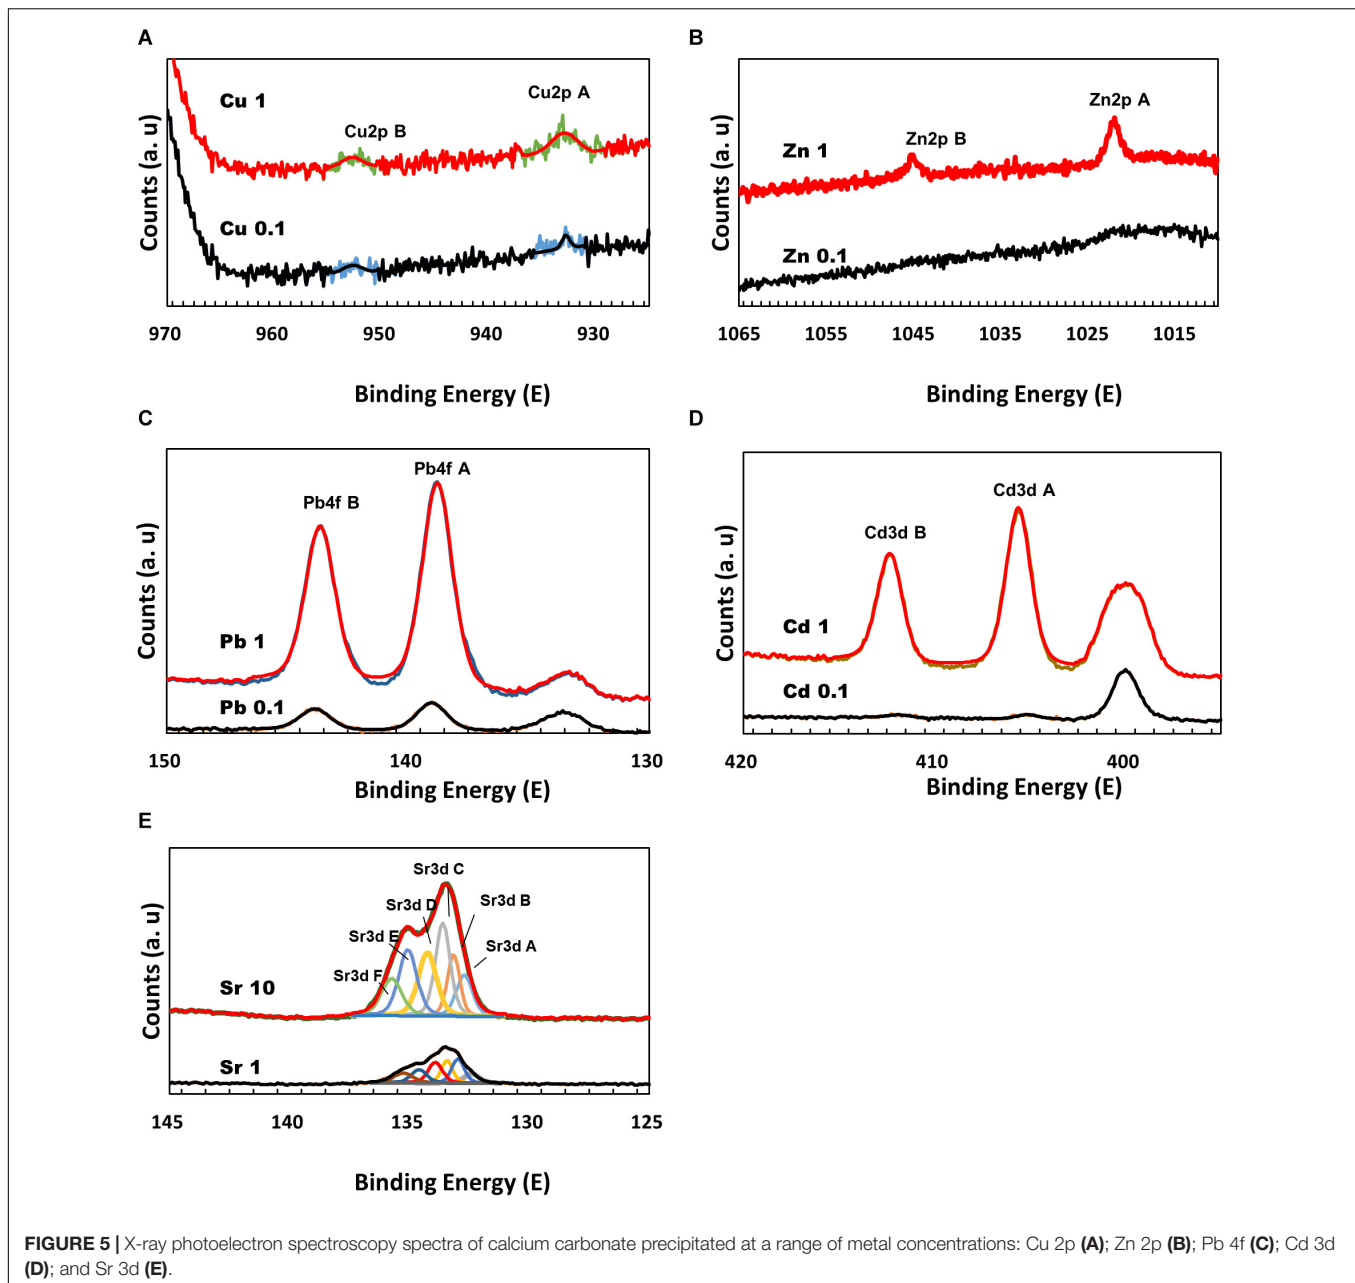 A
Cu 1
Cu2p B
Cu2p A
Cu 0.1
Counts (a. u)
970 960 950 940 930
Binding Energy (E)
B
Zn2p A
Zn2p B
Zn 1
Zn 0.1
Counts (a. u)
1065 1055 1045 1035 1025 1015
Binding Energy (E)
C
Pb4f A
Pb4f B
Pb 1
Pb 0.1
Counts (a. u)
150 140 130
Binding Energy (E)
D
Cd3d A
Cd3d B
Cd 1
Cd 0.1
Counts (a. u)
420 410 400
Binding Energy (E)
E
Sr3d C
Sr3d D
Sr3d B
Sr3d E
Sr3d A
Sr3d F
Sr 10
Sr 1
Counts (a. u)
145 140 135 130 125
Binding Energy (E)
FIGURE 5 | X-ray photoelectron spectroscopy spectra of calcium carbonate precipitated at a range of metal concentrations: Cu 2p (A); Zn 2p (B); Pb 4f (C); Cd 3d
(D); and Sr 3d (E).